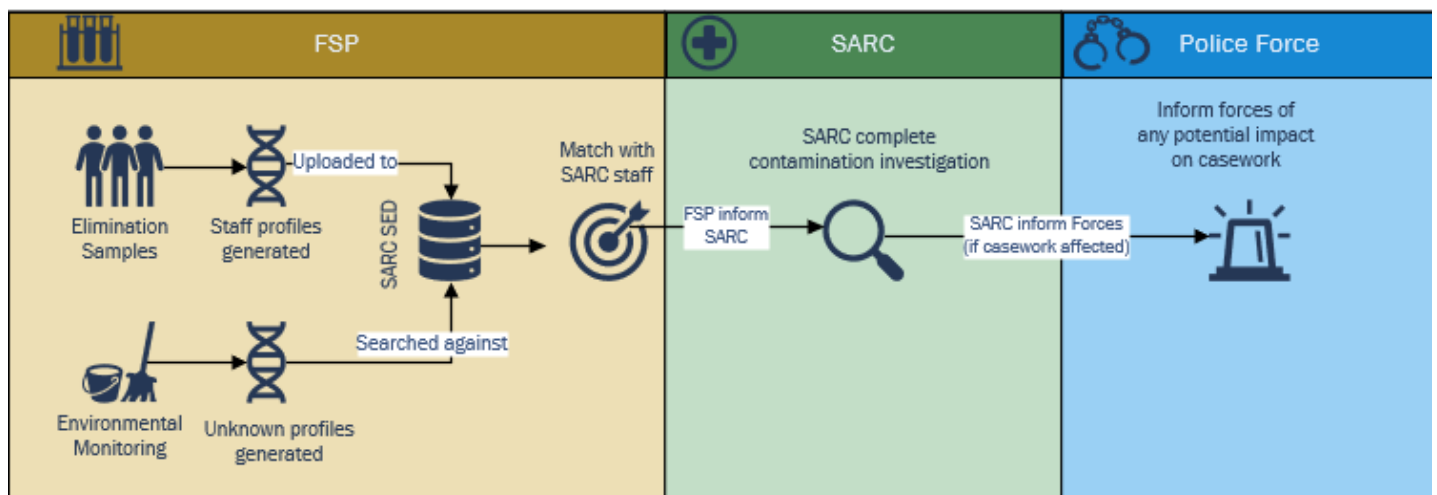 FSP
SARC
Police Force
Elimination
Samples
Staff profiles
generated
Uploaded to
SARC SED
Match with
SARC staff
Environmental
Monitoring
Unknown profiles
generated
Searched against
FSP inform
SARC
SARC complete
contamination investigation
SARC inform Forces
(if casework affected)
Inform forces of
any potential impact
on casework